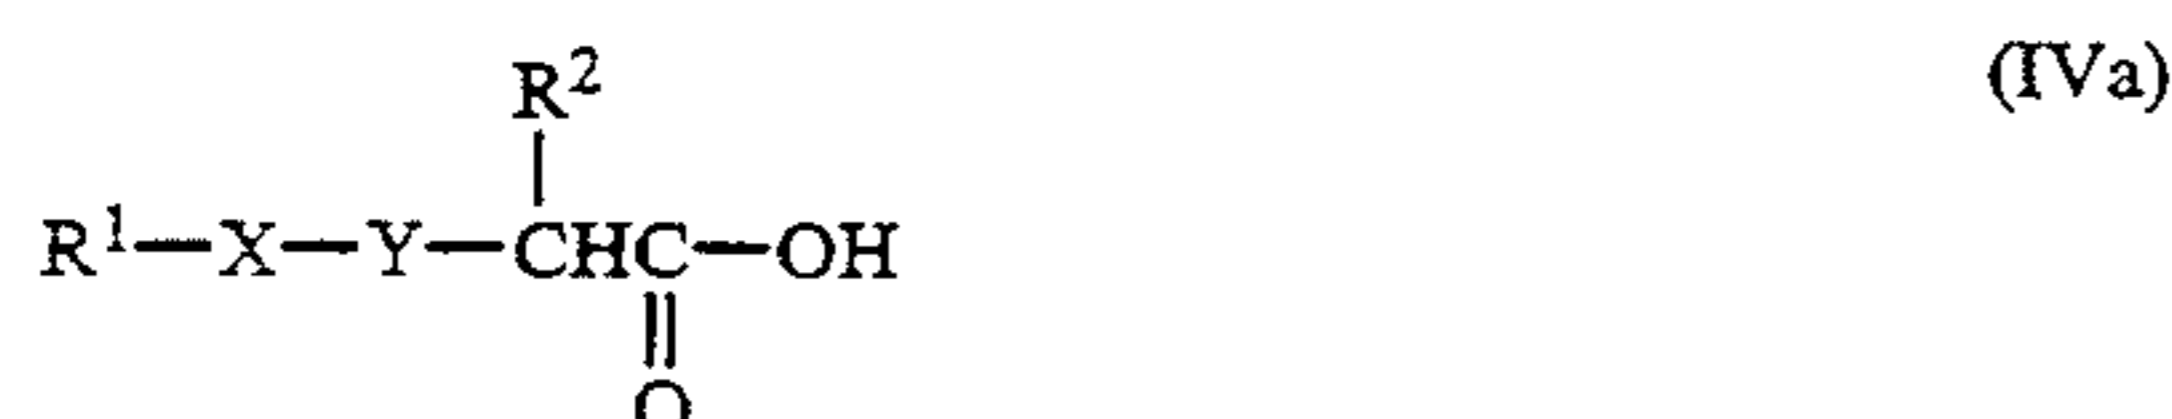 R² (IVa)
R¹—X—Y—CHC—OH
O